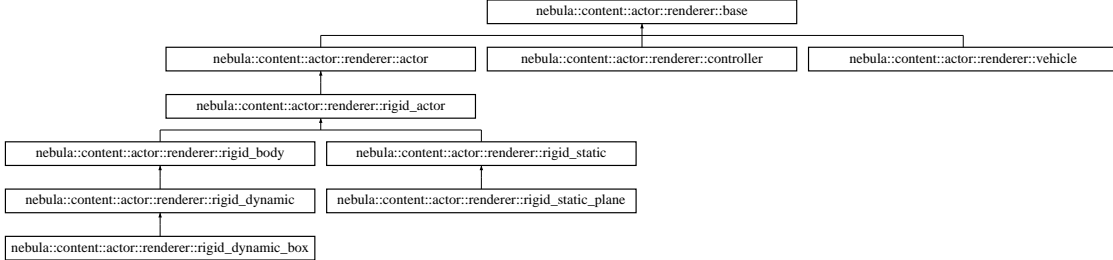 nebula::content::actor::renderer::base
nebula::content::actor::renderer::actor
nebula::content::actor::renderer::controller
nebula::content::actor::renderer::vehicle
nebula::content::actor::renderer::rigid_actor
nebula::content::actor::renderer::rigid_body
nebula::content::actor::renderer::rigid_static
nebula::content::actor::renderer::rigid_dynamic
nebula::content::actor::renderer::rigid_static_plane
nebula::content::actor::renderer::rigid_dynamic_box